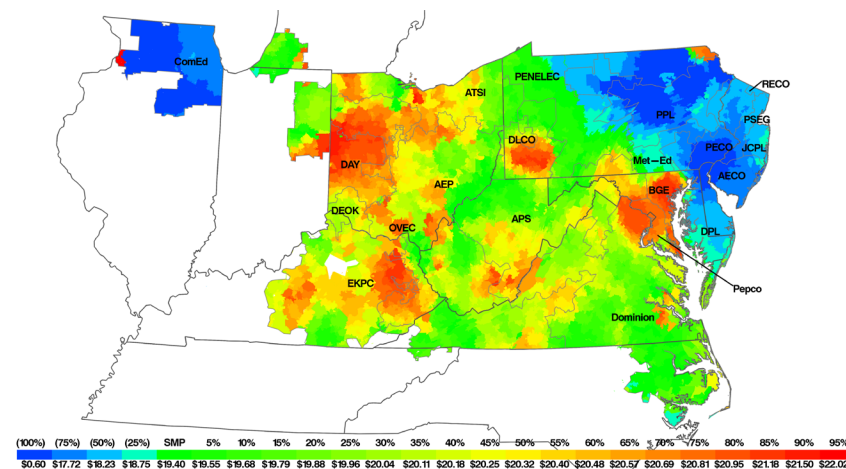 ComEd
ATSI
PENELEC
RECO
PPL
PSEG
DLCO
PECO
JCPL
Met-Ed
DAY
AECO
AEP
BGE
DEOK
APS
OVEC
DPL
EKPC
Pepco
Dominion
(100%) (75%) (50%) (25%) SMP 5% 10% 15% 20% 25% 30% 35% 40% 45% 50% 55% 60% 65% 70% 75% 80% 85% 90% 95%
$0.60 $17.72 $18.23 $18.75 $19.40 $19.55 $19.68 $19.79 $19.88 $19.96 $20.04 $20.11 $20.18 $20.25 $20.32 $20.40 $20.48 $20.57 $20.69 $20.81 $20.95 $21.18 $21.50